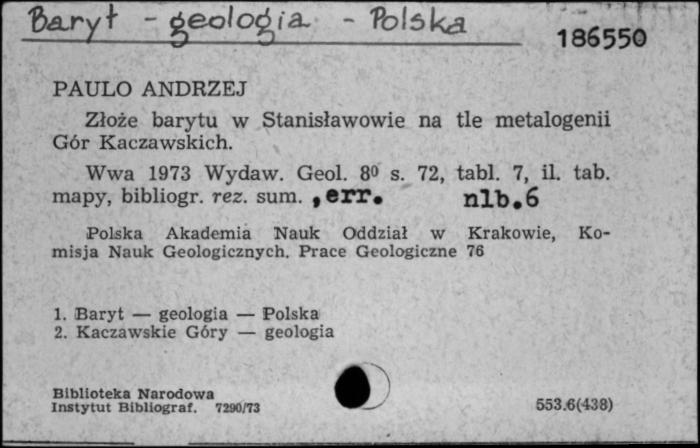 Baryt - geologia - Polska
186550
PAULO ANDRZEJ
Złoże barytu w Stanisławowie na tle metalogenii
Gór Kaczawskich.
Wwa 1973 Wydaw. Geol. 8⁰ s. 72, tabl. 7, il. tab.
mapy, bibliogr. rez. sum. ,err. nlb.6
Polska Akademia Nauk Oddział w Krakowie, Ko-
misja Nauk Geologicznych. Prace Geologiczne 76
1. Baryt — geologia — Polska
2. Kaczawskie Góry — geologia
Biblioteka Narodowa
Instytut Bibliograf. 7290/73
553.6(438)